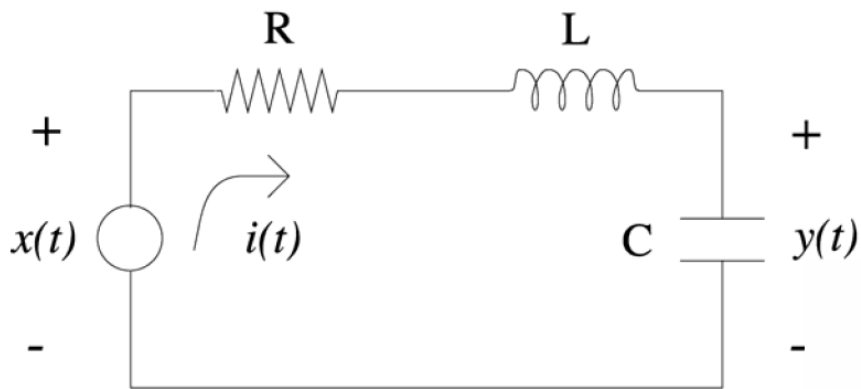 R L
+ +
x(t) i(t) C y(t)
- -